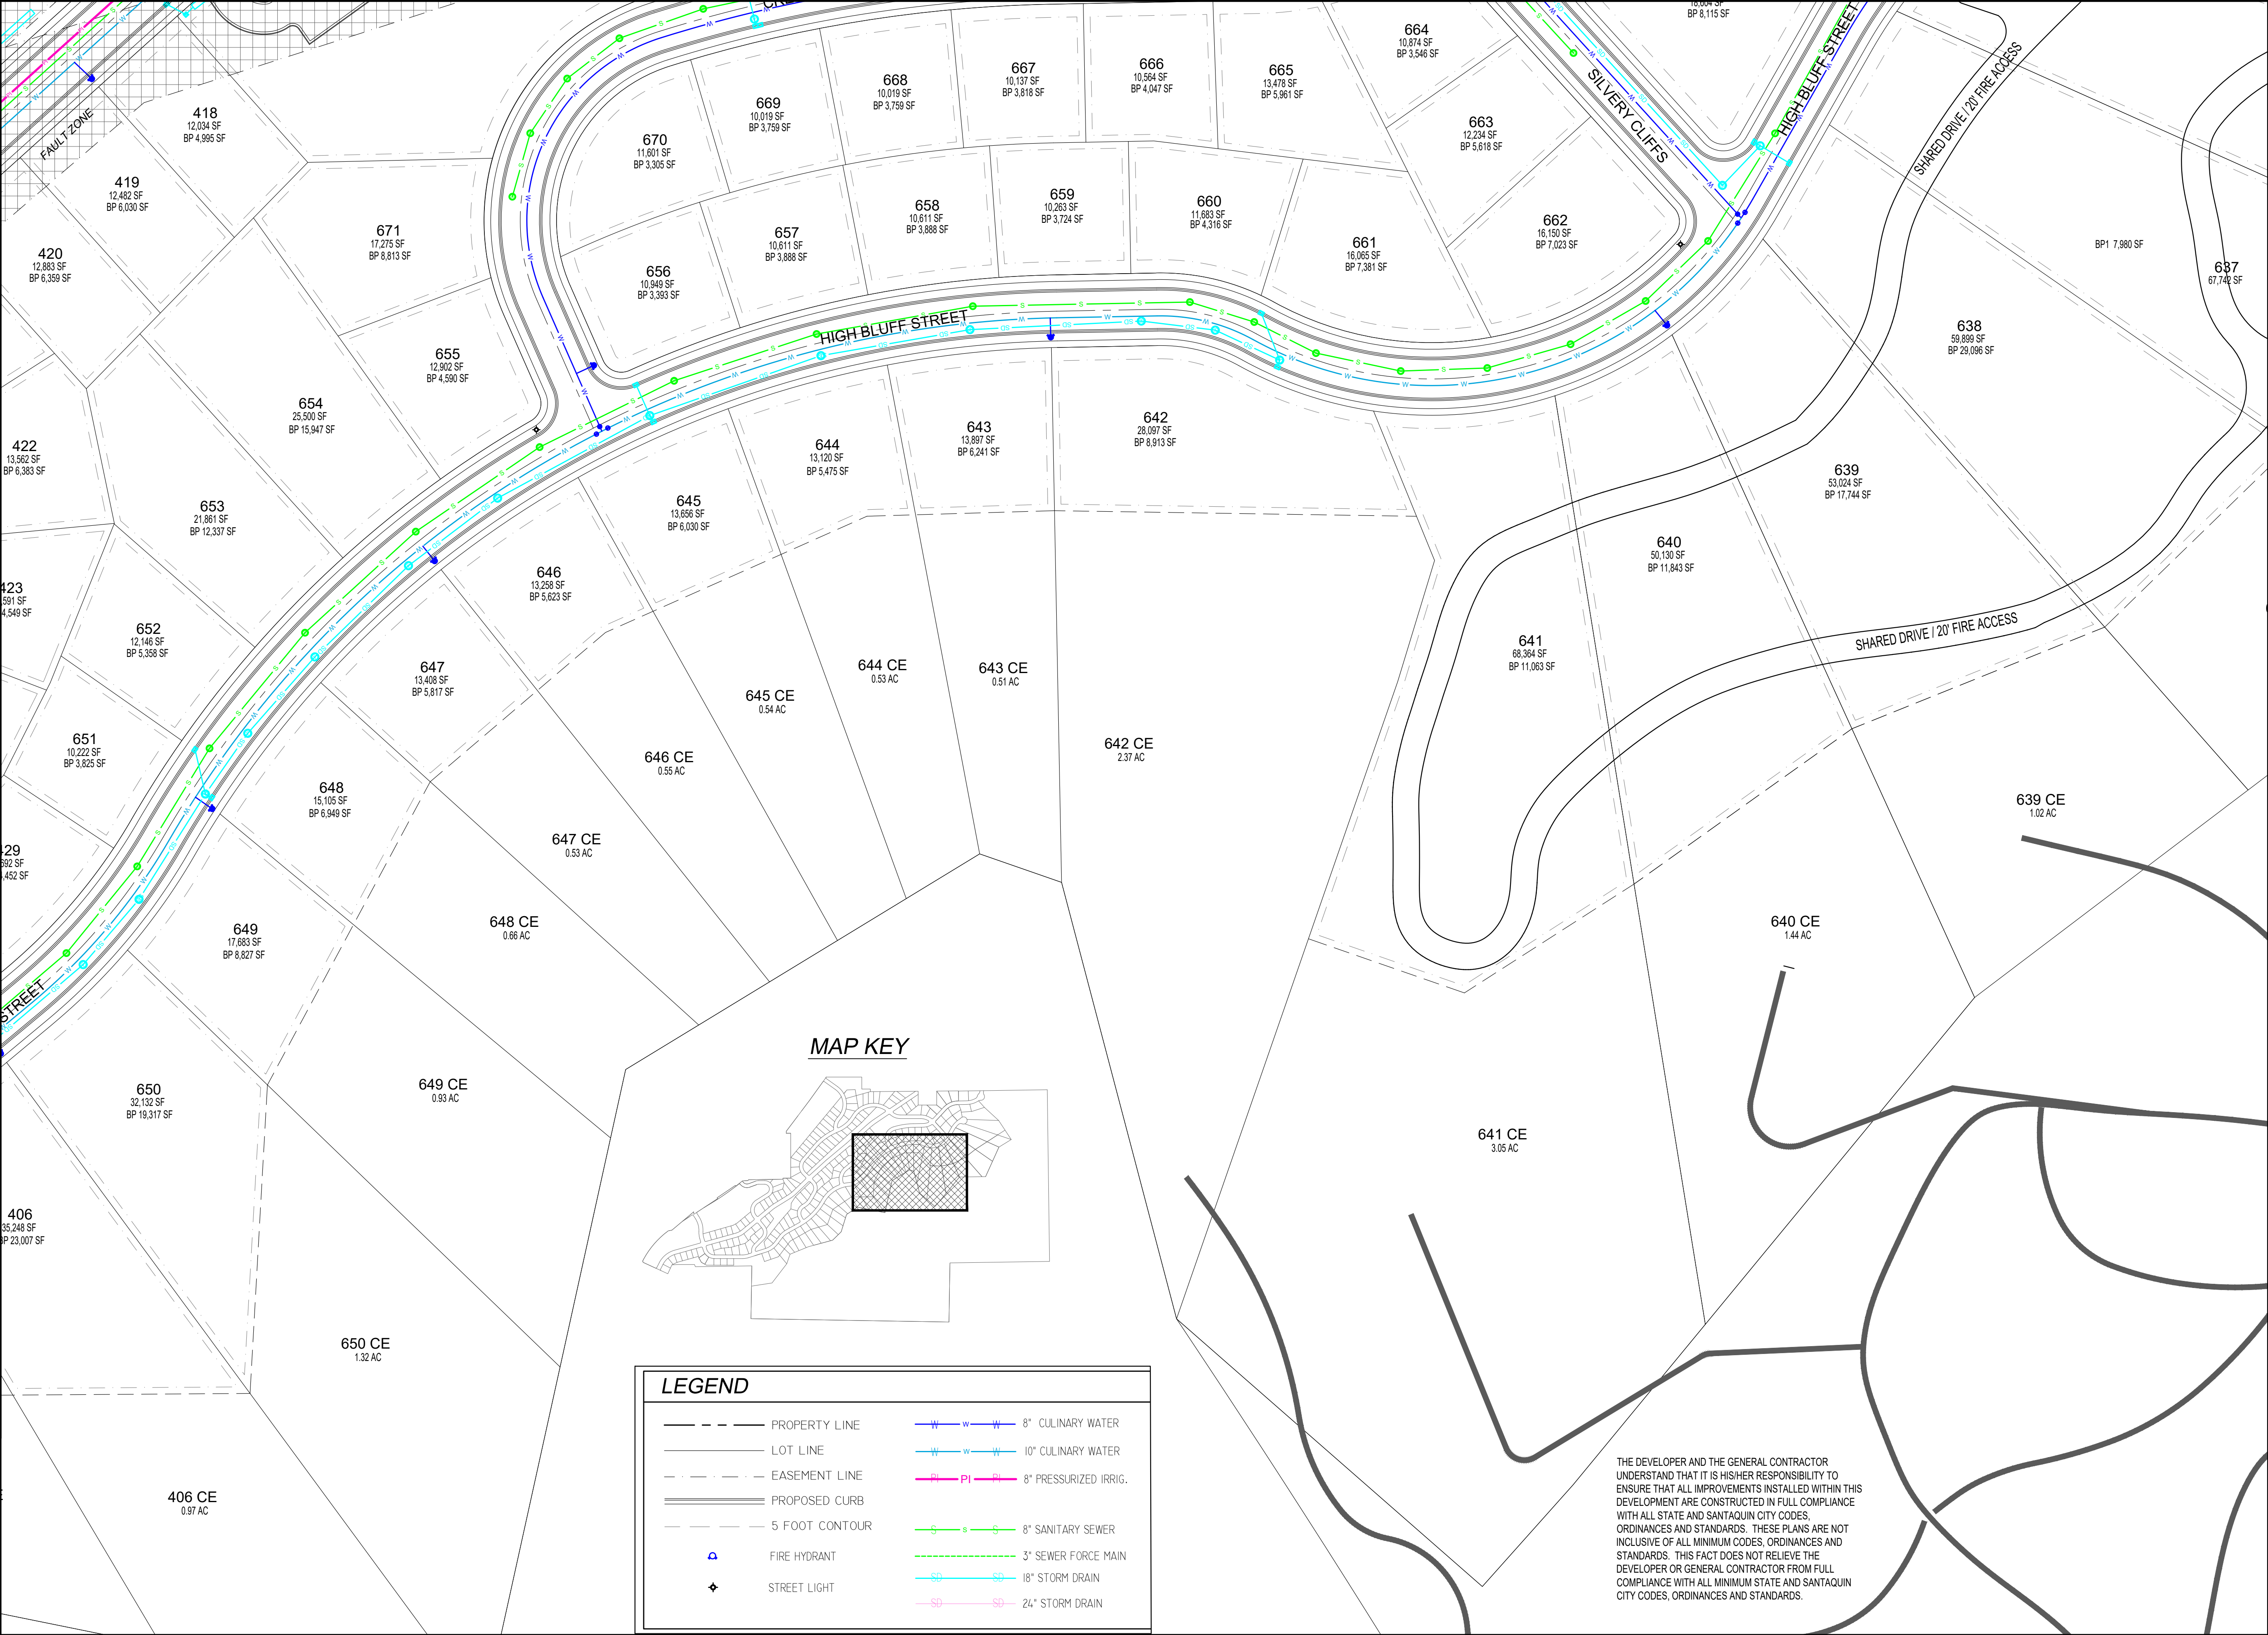 CRE
18,604 SF
BP 8,115 SF
HIGH BLUFF STREET
SILVERY CLIFFS
SHARED DRIVE / 20' FIRE ACCESS
FAULT ZONE
418
12,034 SF
BP 4,995 SF
419
12,482 SF
BP 6,030 SF
420
12,883 SF
BP 6,359 SF
671
17,275 SF
BP 8,813 SF
670
11,601 SF
BP 3,305 SF
669
10,019 SF
BP 3,759 SF
668
10,019 SF
BP 3,759 SF
667
10,137 SF
BP 3,818 SF
666
10,564 SF
BP 4,047 SF
665
13,478 SF
BP 5,961 SF
664
10,874 SF
BP 3,546 SF
663
12,234 SF
BP 5,618 SF
662
16,150 SF
BP 7,023 SF
661
16,065 SF
BP 7,381 SF
660
11,683 SF
BP 4,316 SF
659
10,263 SF
BP 3,724 SF
658
10,611 SF
BP 3,888 SF
657
10,611 SF
BP 3,888 SF
656
10,949 SF
BP 3,393 SF
655
12,902 SF
BP 4,590 SF
654
25,500 SF
BP 15,947 SF
653
21,861 SF
BP 12,337 SF
652
12,146 SF
BP 5,358 SF
651
10,222 SF
BP 3,825 SF
422
13,562 SF
BP 6,383 SF
423
,591 SF
4,549 SF
429
692 SF
,452 SF
HIGH BLUFF STREET
BP1 7,980 SF
637
67,742 SF
638
59,899 SF
BP 29,096 SF
639
53,024 SF
BP 17,744 SF
640
50,130 SF
BP 11,843 SF
641
68,364 SF
BP 11,063 SF
SHARED DRIVE / 20' FIRE ACCESS
642
28,097 SF
BP 8,913 SF
643
13,897 SF
BP 6,241 SF
644
13,120 SF
BP 5,475 SF
645
13,656 SF
BP 6,030 SF
646
13,258 SF
BP 5,623 SF
647
13,408 SF
BP 5,817 SF
648
15,105 SF
BP 6,949 SF
649
17,683 SF
BP 8,827 SF
650
32,132 SF
BP 19,317 SF
STREET
406
35,248 SF
BP 23,007 SF
639 CE
1.02 AC
640 CE
1.44 AC
641 CE
3.05 AC
642 CE
2.37 AC
643 CE
0.51 AC
644 CE
0.53 AC
645 CE
0.54 AC
646 CE
0.55 AC
647 CE
0.53 AC
648 CE
0.66 AC
649 CE
0.93 AC
650 CE
1.32 AC
406 CE
0.97 AC
MAP KEY
LEGEND
PROPERTY LINE
LOT LINE
EASEMENT LINE
PROPOSED CURB
5 FOOT CONTOUR
FIRE HYDRANT
STREET LIGHT
W W W 8" CULINARY WATER
W W W 10" CULINARY WATER
PI PI PI 8" PRESSURIZED IRRIG.
S S S 8" SANITARY SEWER
3" SEWER FORCE MAIN
SD SD 18" STORM DRAIN
SD SD 24" STORM DRAIN
THE DEVELOPER AND THE GENERAL CONTRACTOR
UNDERSTAND THAT IT IS HIS/HER RESPONSIBILITY TO
ENSURE THAT ALL IMPROVEMENTS INSTALLED WITHIN THIS
DEVELOPMENT ARE CONSTRUCTED IN FULL COMPLIANCE
WITH ALL STATE AND SANTAQUIN CITY CODES,
ORDINANCES AND STANDARDS. THESE PLANS ARE NOT
INCLUSIVE OF ALL MINIMUM CODES, ORDINANCES AND
STANDARDS. THIS FACT DOES NOT RELIEVE THE
DEVELOPER OR GENERAL CONTRACTOR FROM FULL
COMPLIANCE WITH ALL MINIMUM STATE AND SANTAQUIN
CITY CODES, ORDINANCES AND STANDARDS.